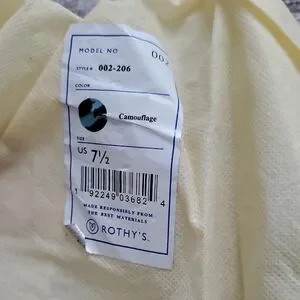 MODEL NO 002
STYLE # 002-206
COLOR
Camouflage
SIZE
US 7½
1 92249 03682 4
MADE RESPONSIBLY FROM
THE BEST MATERIALS
ROTHY'S.